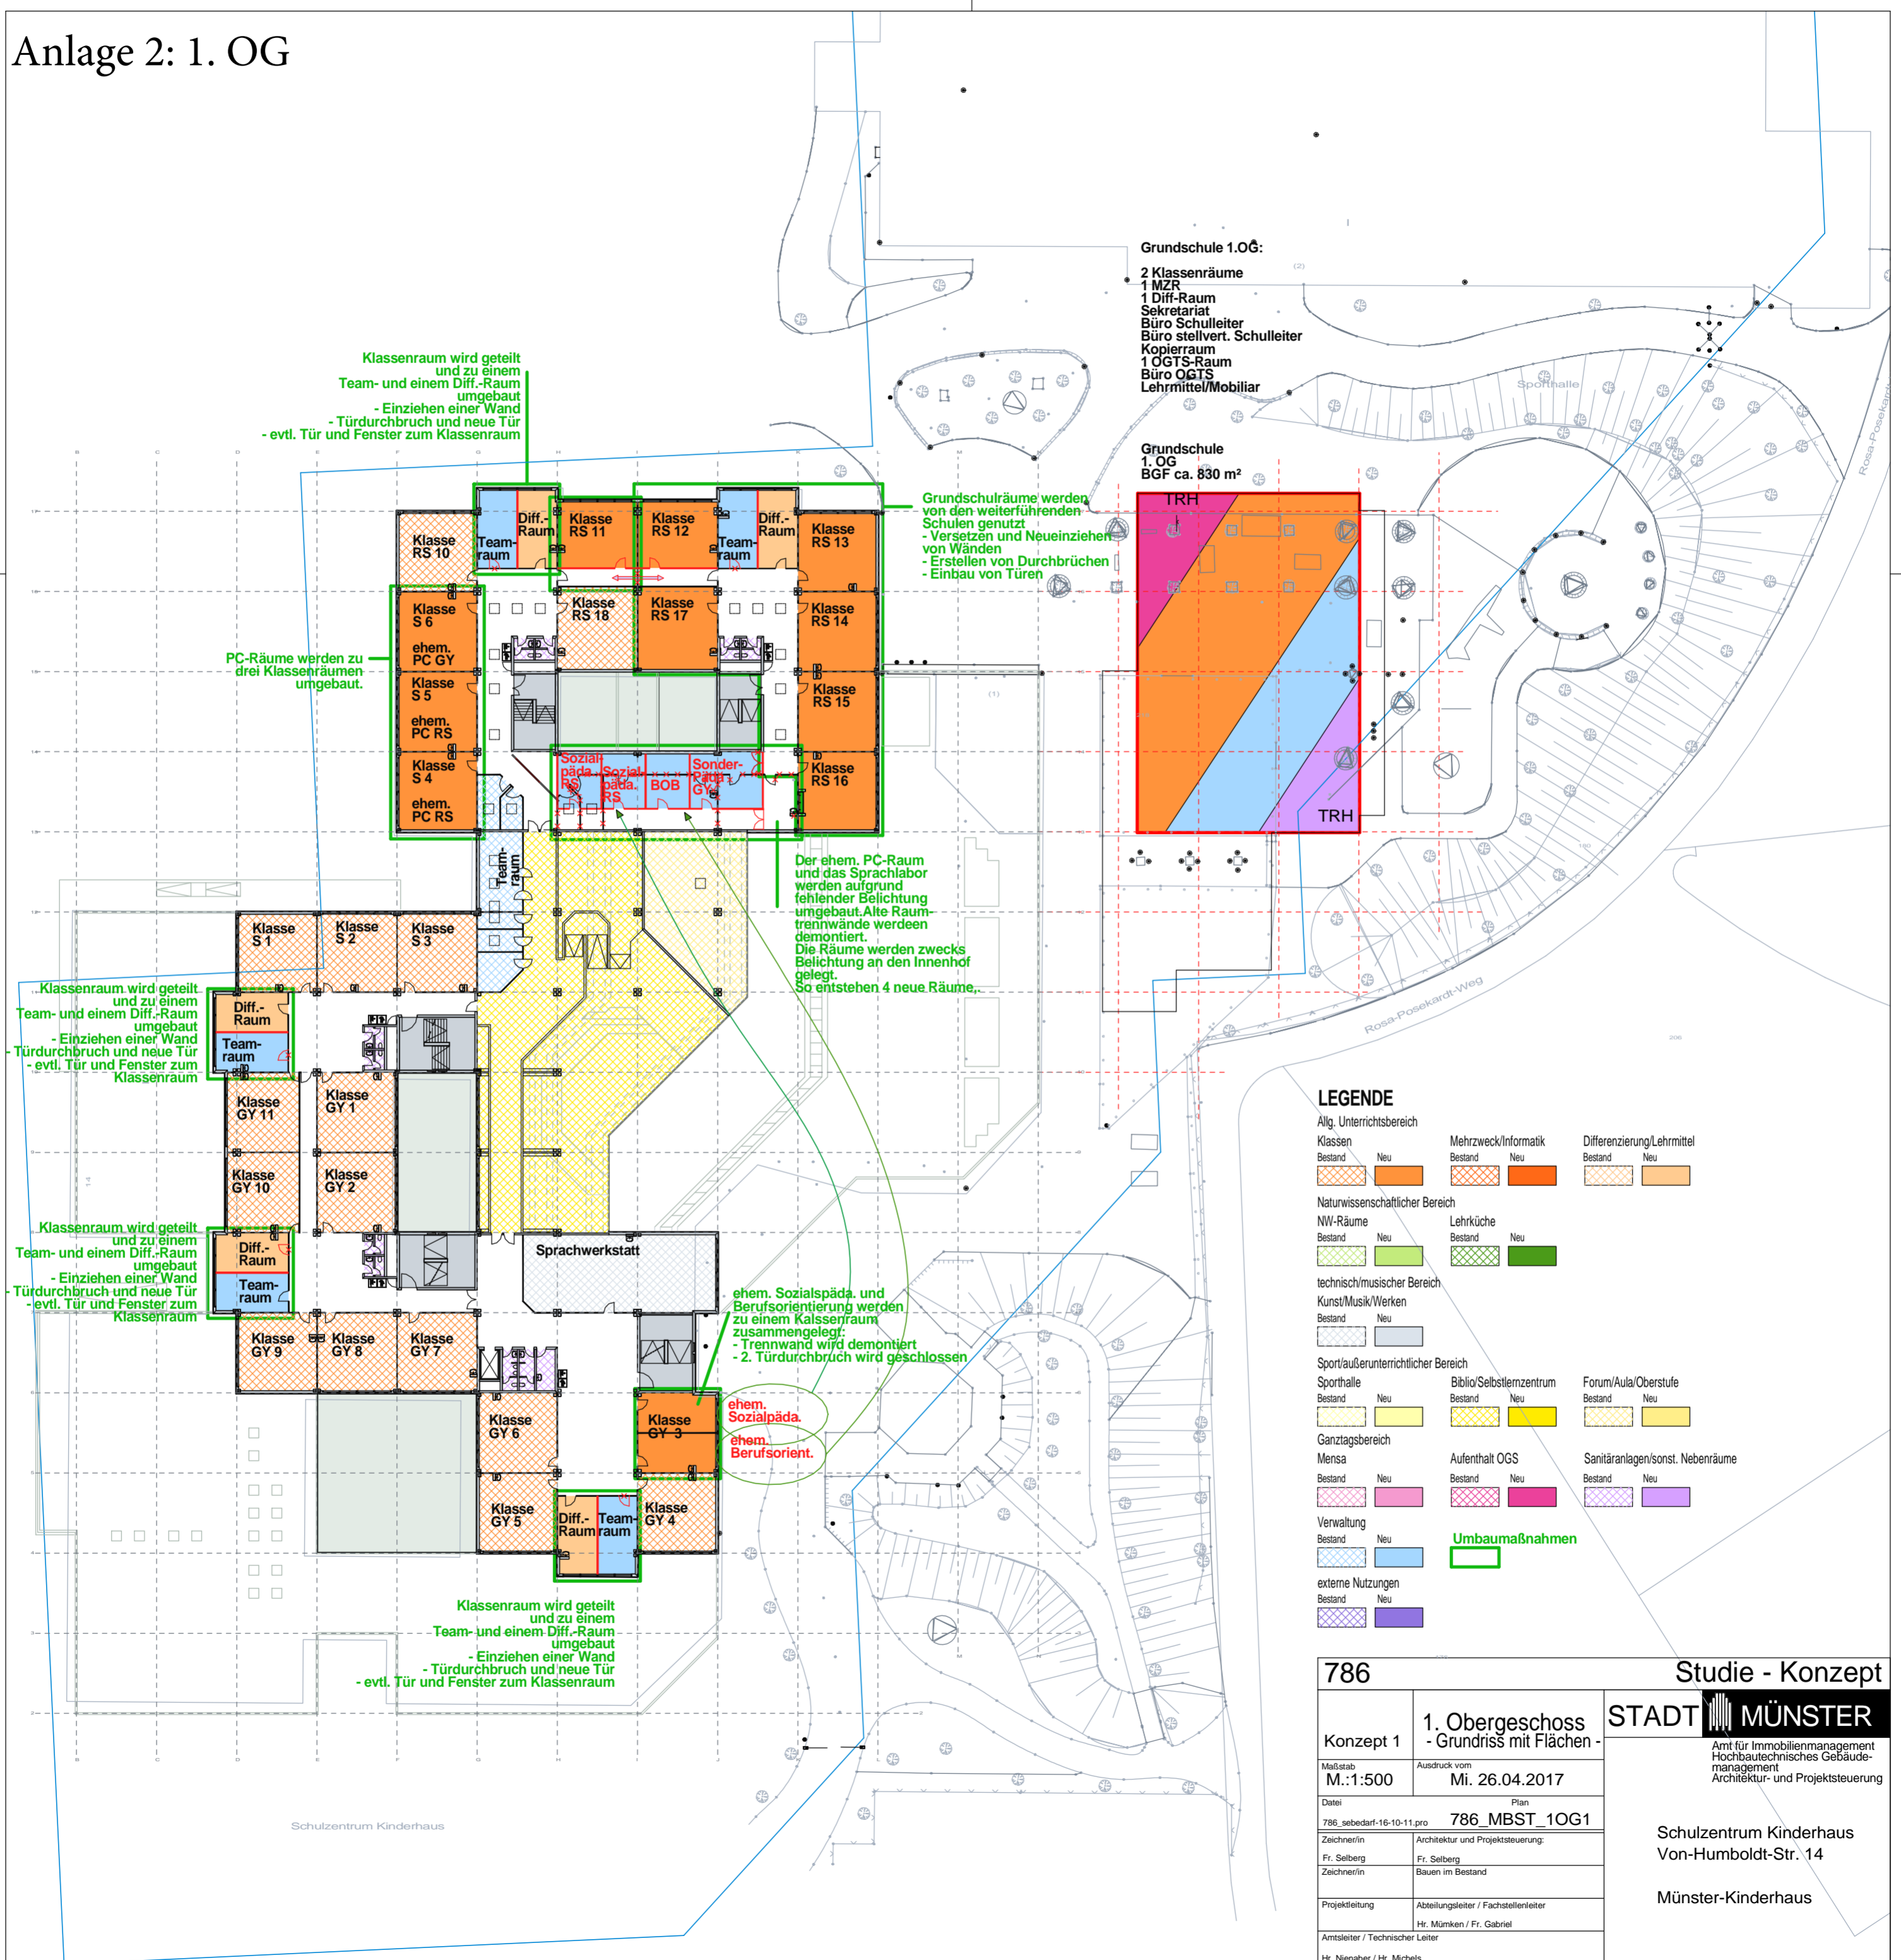 Anlage 2: 1. OG
Grundschule 1.OG:
2 Klassenräume
1 MZR
1 Diff-Raum
Sekretariat
Büro Schulleiter
Büro stellvert. Schulleiter
Kopierraum
1 OGTS-Raum
Büro OGTS
Lehrmittel/Mobiliar
(2)
Sporthalle
Rosa-Posekardt
Klassenraum wird geteilt
und zu einem
Team- und einem Diff.-Raum
umgebaut
- Einziehen einer Wand
- Türdurchbruch und neue Tür
- evtl. Tür und Fenster zum Klassenraum
Grundschule
1. OG
BGF ca. 830 m²
TRH
TRH
Grundschulräume werden
von den weiterführenden
Schulen genutzt
- Versetzen und Neueinziehen
von Wänden
- Erstellen von Durchbrüchen
- Einbau von Türen
Klasse
RS 10
Team-
raum
Diff.-
Raum
Klasse
RS 11
Klasse
RS 12
Team-
raum
Diff.-
Raum
Klasse
RS 13
Klasse
S 6
ehem.
PC GY
Klasse
RS 18
Klasse
RS 17
Klasse
RS 14
PC-Räume werden zu
drei Klassenräumen
umgebaut.
Klasse
S 5
ehem.
PC RS
Klasse
RS 15
(1)
Klasse
S 4
ehem.
PC RS
Sozial-
päda.
RS
Sozial-
päda.
RS
BOB
Sonder-
Päda
GY
Klasse
RS 16
Team-
raum
Der ehem. PC-Raum
und das Sprachlabor
werden aufgrund
fehlender Belichtung
umgebaut.Alte Raum-
trennwände werdeen
demontiert.
Die Räume werden zwecks
Belichtung an den Innenhof
gelegt.
So entstehen 4 neue Räume,.
190
Rosa-Posekardt-Weg
206
Klasse
S 1
Klasse
S 2
Klasse
S 3
Klassenraum wird geteilt
und zu einem
Team- und einem Diff.-Raum
umgebaut
- Einziehen einer Wand
- Türdurchbruch und neue Tür
- evtl. Tür und Fenster zum
Klassenraum
Diff.-
Raum
Team-
raum
Klasse
GY 11
Klasse
GY 1
Klasse
GY 10
Klasse
GY 2
14
Klassenraum wird geteilt
und zu einem
Team- und einem Diff.-Raum
umgebaut
- Einziehen einer Wand
- Türdurchbruch und neue Tür
- evtl. Tür und Fenster zum
Klassenraum
Diff.-
Raum
Team-
raum
Sprachwerkstatt
Klasse
GY 9
Klasse
GY 8
Klasse
GY 7
ehem. Sozialspäda. und
Berufsorientierung werden
zu einem Kalssenraum
zusammengelegt:
- Trennwand wird demontiert
- 2. Türdurchbruch wird geschlossen
Klasse
GY 6
Klasse
GY 3
ehem.
Sozialpäda.
ehem.
Berufsorient.
Klasse
GY 5
Diff.-
Raum
Team-
raum
Klasse
GY 4
Klassenraum wird geteilt
und zu einem
Team- und einem Diff.-Raum
umgebaut
- Einziehen einer Wand
- Türdurchbruch und neue Tür
- evtl. Tür und Fenster zum Klassenraum
Schulzentrum Kinderhaus
LEGENDE
Allg. Unterrichtsbereich
Klassen Mehrzweck/Informatik Differenzierung/Lehrmittel
Bestand Neu Bestand Neu Bestand Neu
Naturwissenschaftlicher Bereich
NW-Räume Lehrküche
Bestand Neu Bestand Neu
technisch/musischer Bereich
Kunst/Musik/Werken
Bestand Neu
Sport/außerunterrichtlicher Bereich
Sporthalle Biblio/Selbstlernzentrum Forum/Aula/Oberstufe
Bestand Neu Bestand Neu Bestand Neu
Ganztagsbereich
Mensa Aufenthalt OGS Sanitäranlagen/sonst. Nebenräume
Bestand Neu Bestand Neu Bestand Neu
Verwaltung
Bestand Neu Umbaumaßnahmen
externe Nutzungen
Bestand Neu
786 Studie - Konzept
Konzept 1
1. Obergeschoss
- Grundriss mit Flächen -
STADT MÜNSTER
Amt für Immobilienmanagement
Hochbautechnisches Gebäude-
management
Architektur- und Projektsteuerung
Maßstab Ausdruck vom
M.:1:500 Mi. 26.04.2017
Datei Plan
786_sebedarf-16-10-11.pro 786_MBST_1OG1
Zeichner/in Architektur und Projektsteuerung:
Fr. Selberg Fr. Selberg
Zeichner/in Bauen im Bestand
Projektleitung Abteilungsleiter / Fachstellenleiter
Hr. Mümken / Fr. Gabriel
Amtsleiter / Technischer Leiter
Hr. Nienaber / Hr. Michels
Schulzentrum Kinderhaus
Von-Humboldt-Str. 14
Münster-Kinderhaus